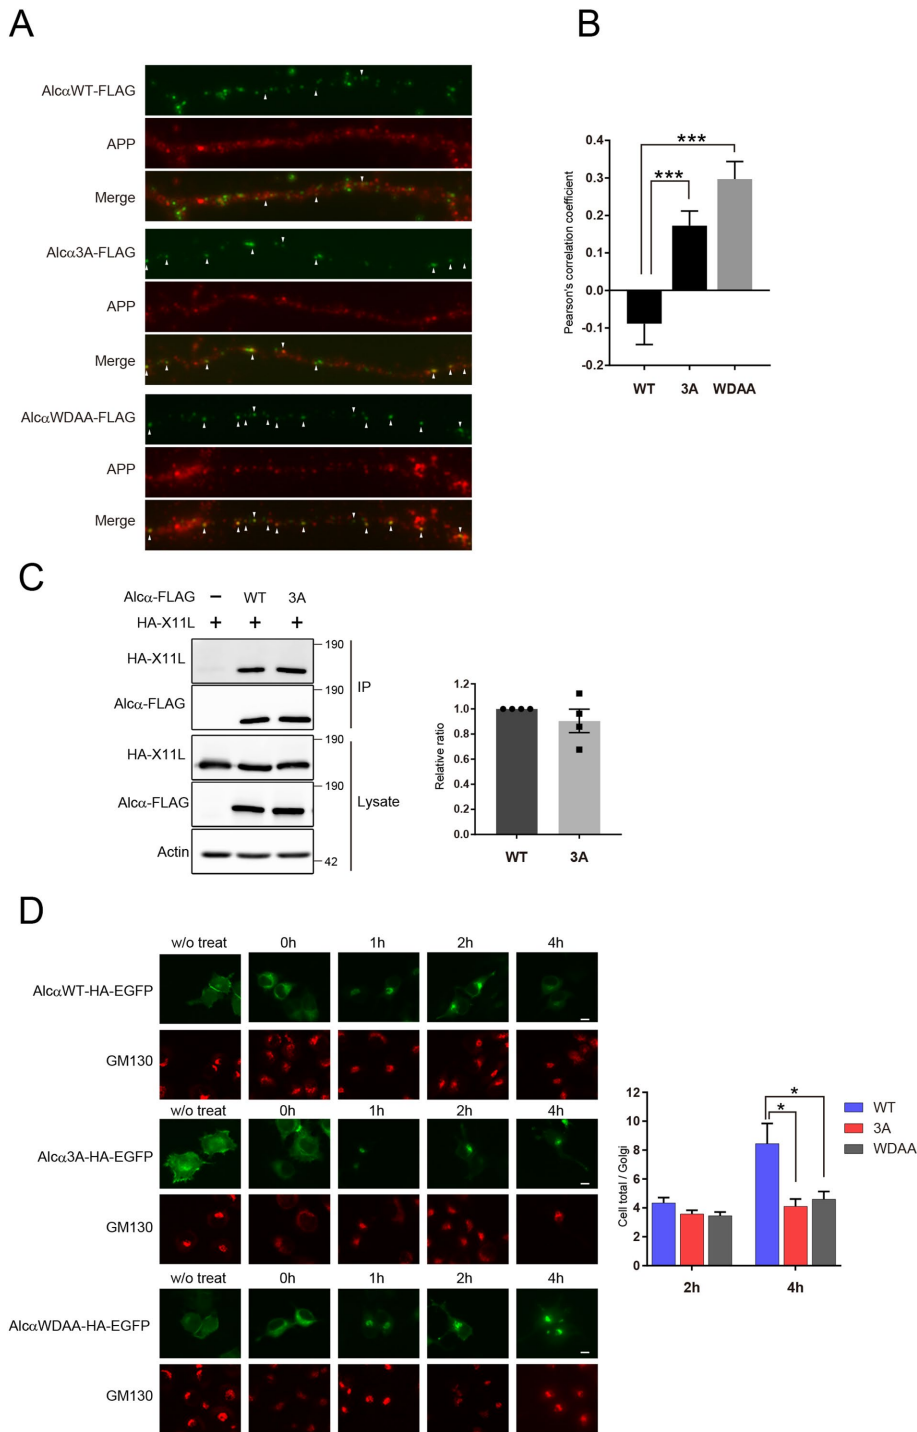 A
AlcαWT-FLAG
APP
Merge
Alcα3A-FLAG
APP
Merge
AlcαWDAA-FLAG
APP
Merge
B
Pearson's correlation coefficient
0.4
0.3
0.2
0.1
0.0
-0.1
-0.2
***
***
WT 3A WDAA
C
Alcα-FLAG − WT 3A
HA-X11L + + +
HA-X11L 190
Alcα-FLAG 190
IP
HA-X11L 190
Alcα-FLAG 190
Actin 42
Lysate
Relative ratio
1.2
1.0
0.8
0.6
0.4
0.2
0.0
WT 3A
D
w/o treat 0h 1h 2h 4h
AlcαWT-HA-EGFP
GM130
w/o treat 0h 1h 2h 4h
Alcα3A-HA-EGFP
GM130
w/o treat 0h 1h 2h 4h
AlcαWDAA-HA-EGFP
GM130
Cell total / Golgi
12
10
8
6
4
2
0
*
*
2h 4h
WT
3A
WDAA